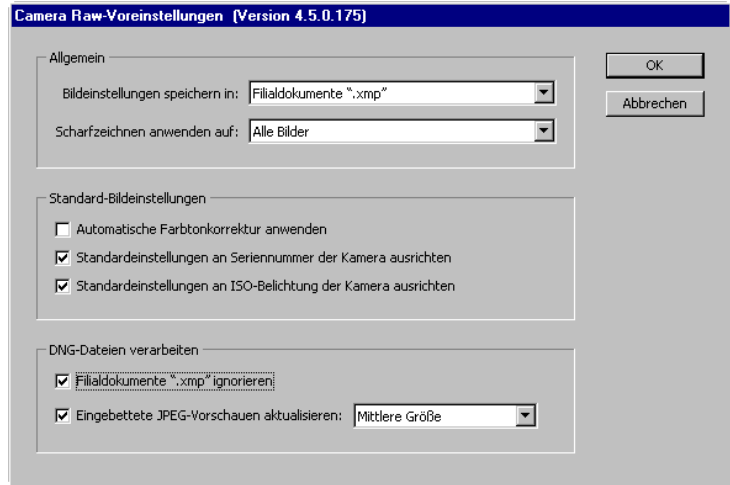 Camera Raw-Voreinstellungen (Version 4.5.0.175)
Allgemein
Bildeinstellungen speichern in: Filialdokumente “.xmp”
Scharfzeichnen anwenden auf: Alle Bilder
OK
Abbrechen
Standard-Bildeinstellungen
Automatische Farbtonkorrektur anwenden
Standardeinstellungen an Seriennummer der Kamera ausrichten
Standardeinstellungen an ISO-Belichtung der Kamera ausrichten
DNG-Dateien verarbeiten
Filialdokumente “.xmp” ignorieren
Eingebettete JPEG-Vorschauen aktualisieren: Mittlere Größe